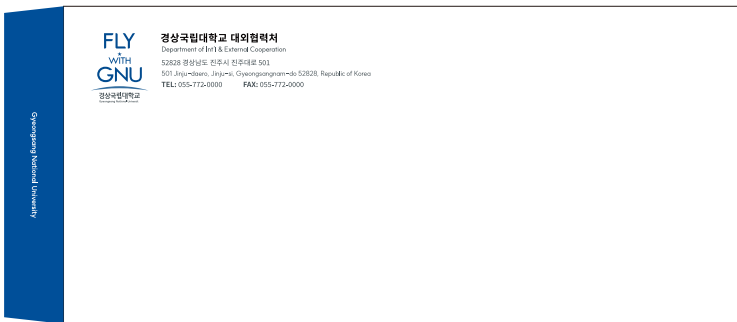 FLY
WITH
GNU
경상국립대학교
Gyeongsang National University
경상국립대학교 대외협력처
Department of Int'l & External Cooperation
52828 경상남도 진주시 진주대로 501
501 Jinju-daero, Jinju-si, Gyeongsangnam-do 52828, Republic of Korea
TEL: 055-772-0000 FAX: 055-772-0000
Gyeongsang National University